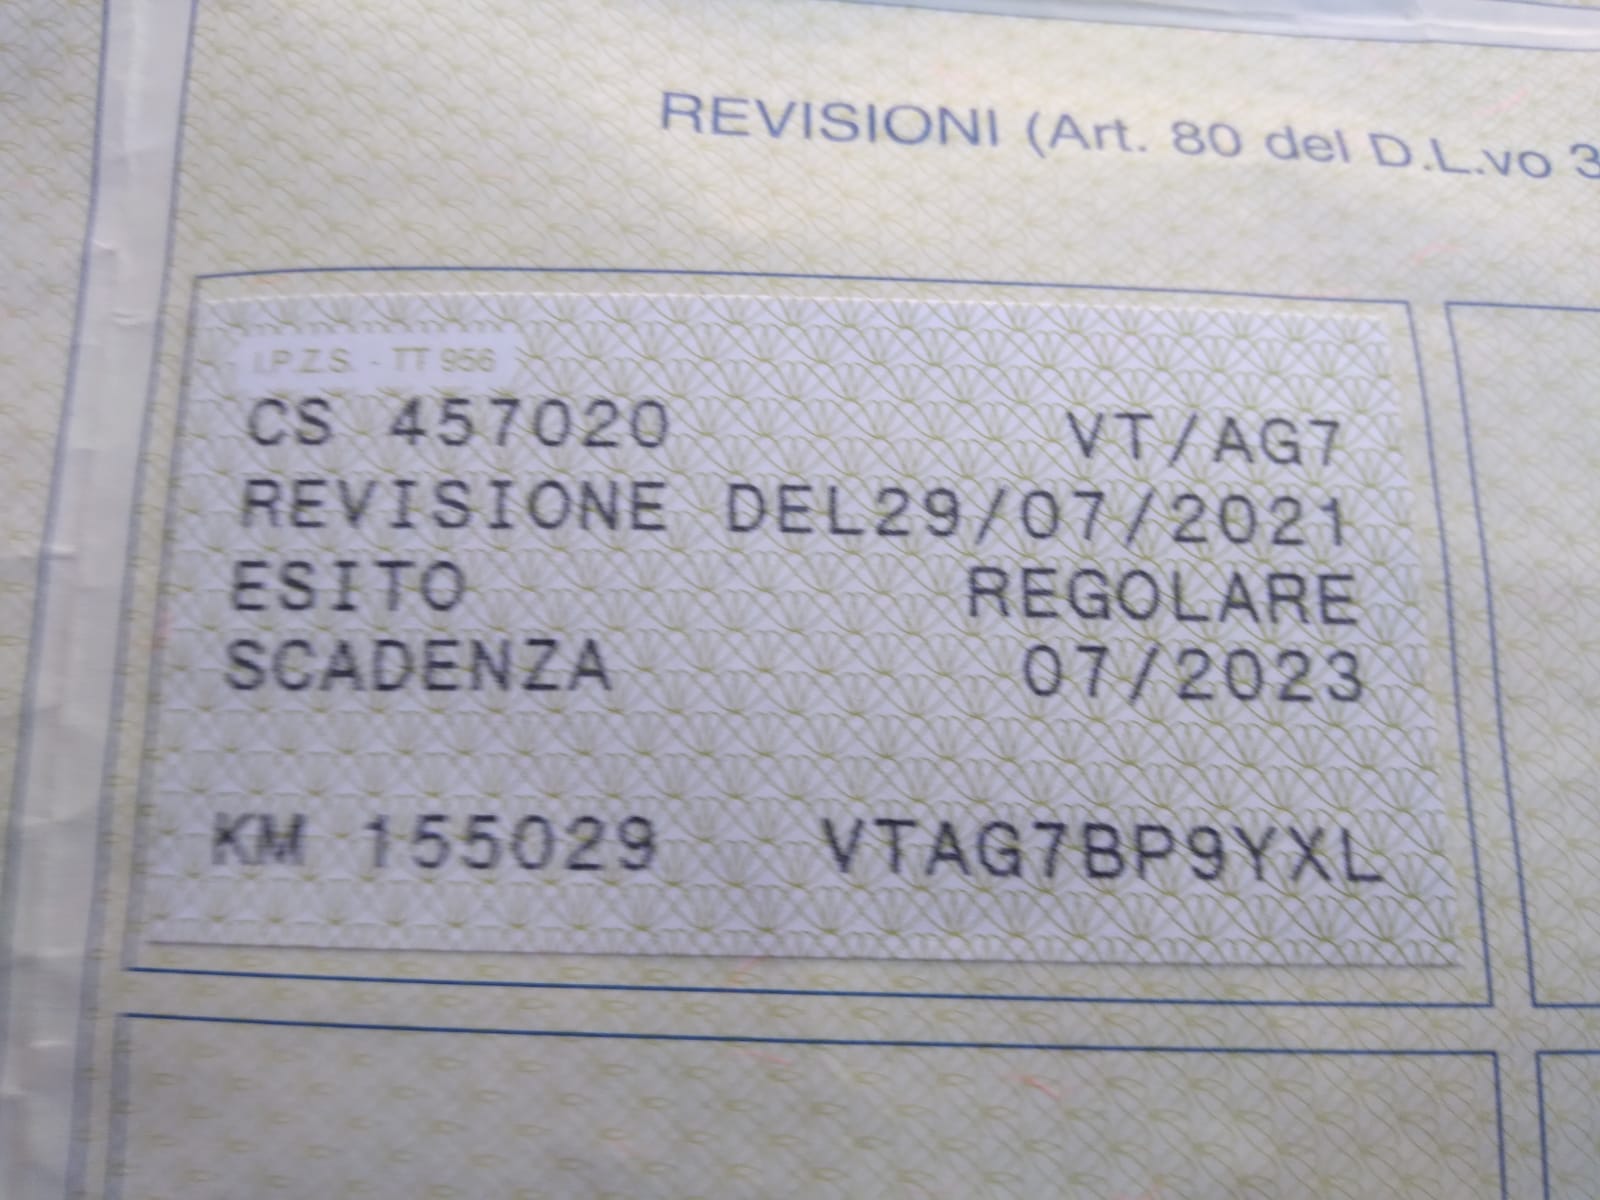 REVISIONI (Art. 80 del D.L.vo 3
I.P.Z.S. - TT 956
CS 457020 VT/AG7
REVISIONE DEL29/07/2021
ESITO REGOLARE
SCADENZA 07/2023
KM 155029 VTAG7BP9YXL